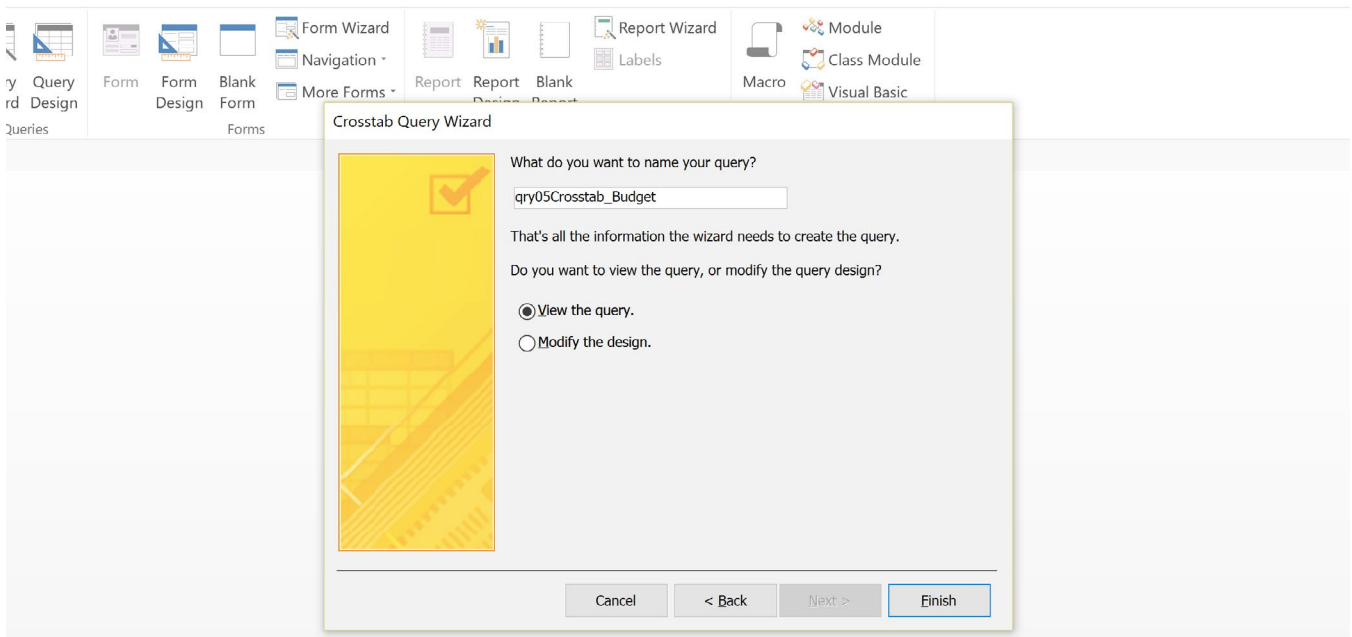 Form Wizard
Report Wizard
Module
Navigation
Labels
Class Module
Query
Form
Form
Blank
More Forms
Report
Report
Blank
Macro
Visual Basic
Design
Design
Form
Design
Report
Forms
Crosstab Query Wizard
What do you want to name your query?
qry05Crosstab_Budget
That's all the information the wizard needs to create the query.
Do you want to view the query, or modify the query design?
View the query.
Modify the design.
Cancel
< Back
Next >
Finish